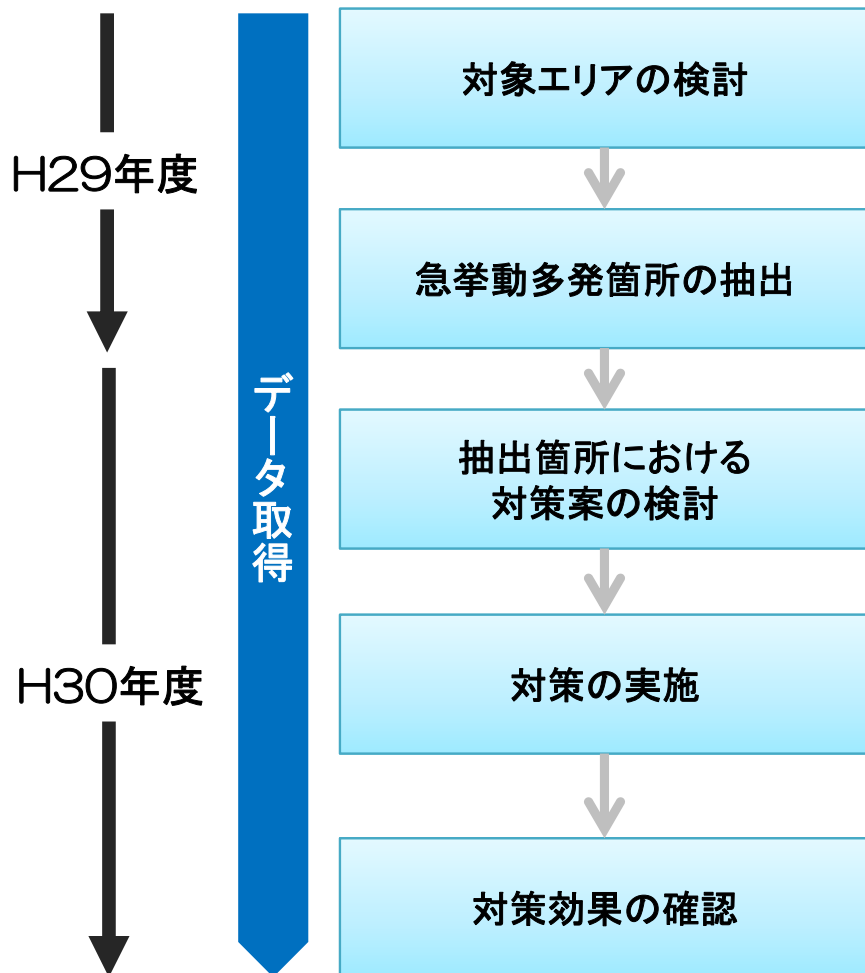 H29年度
H30年度
データ取得
対象エリアの検討
急挙動多発箇所の抽出
抽出箇所における
対策案の検討
対策の実施
対策効果の確認